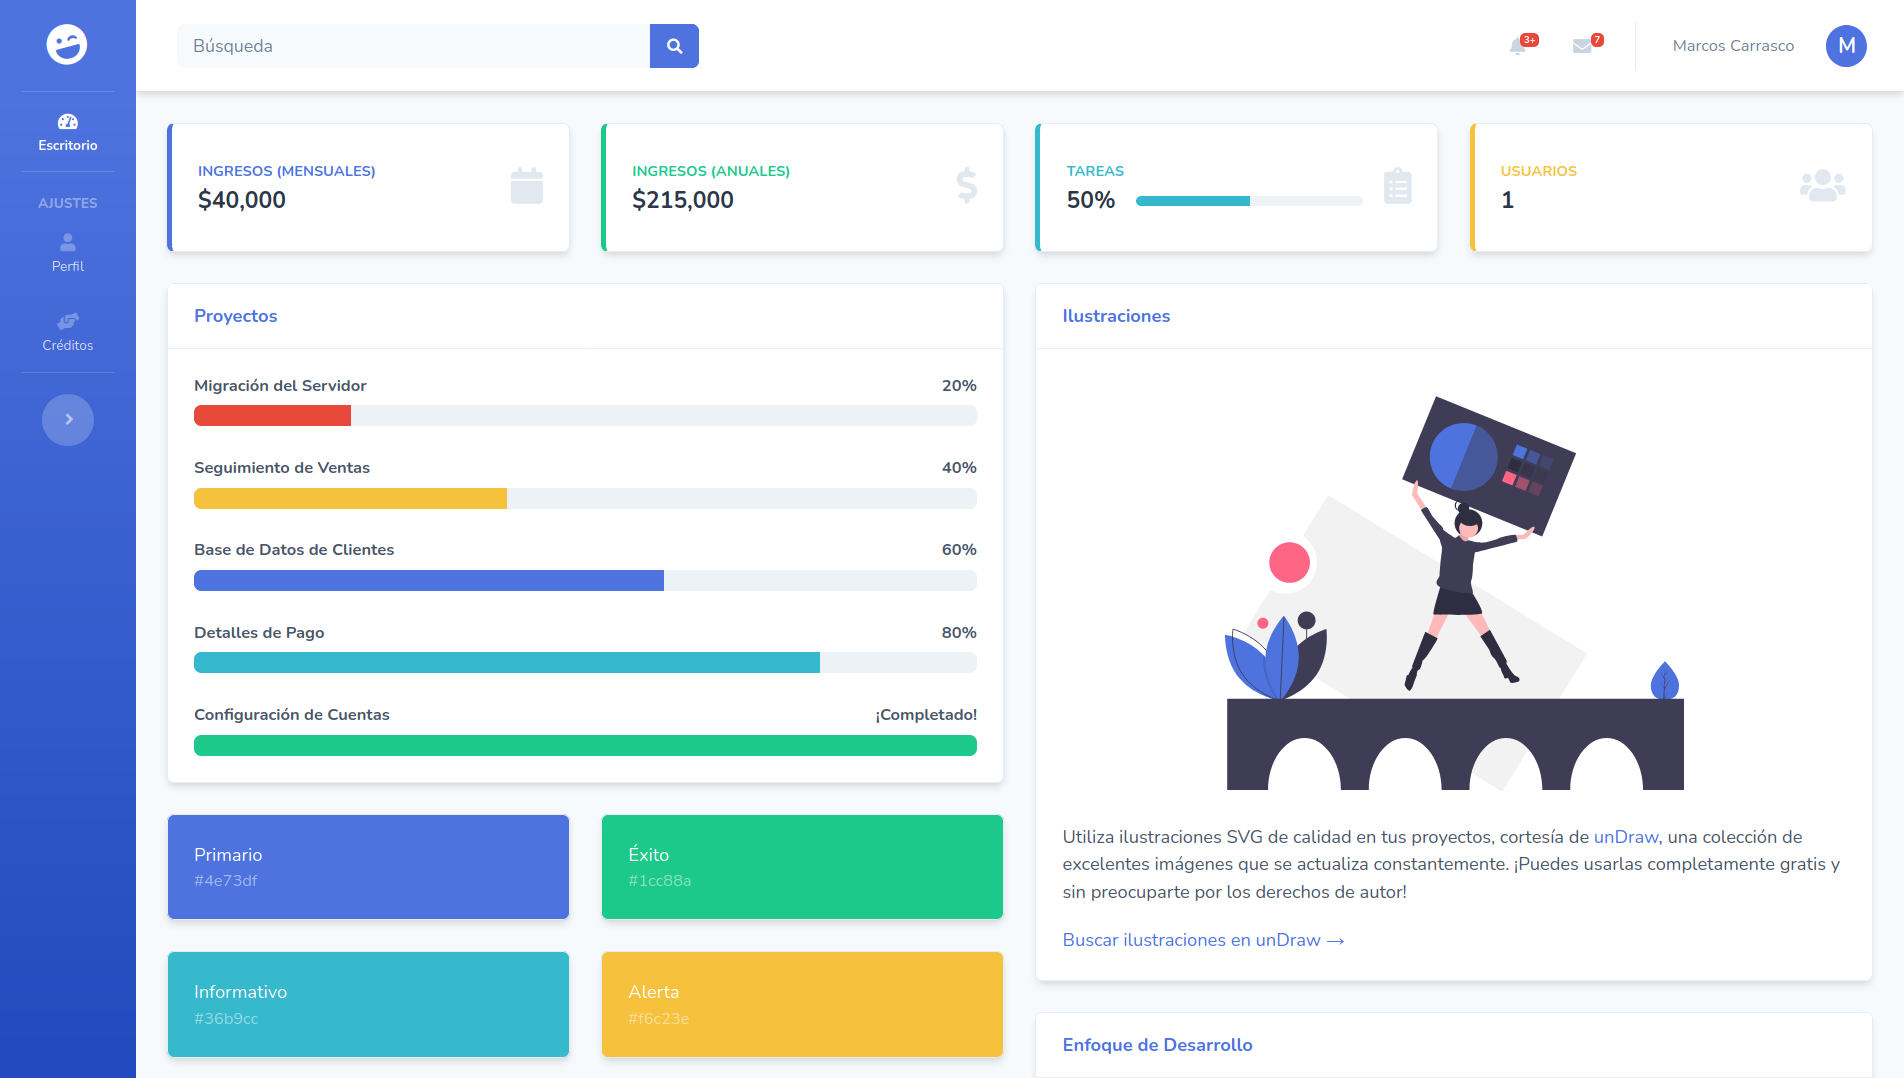 Búsqueda
3+
7
Marcos Carrasco
M
Escritorio
AJUSTES
Perfil
Créditos
INGRESOS (MENSUALES)
$40,000
INGRESOS (ANUALES)
$215,000
TAREAS
50%
USUARIOS
1
Proyectos
Migración del Servidor 20%
Seguimiento de Ventas 40%
Base de Datos de Clientes 60%
Detalles de Pago 80%
Configuración de Cuentas ¡Completado!
Primario
#4e73df
Éxito
#1cc88a
Informativo
#36b9cc
Alerta
#f6c23e
Ilustraciones
Utiliza ilustraciones SVG de calidad en tus proyectos, cortesía de unDraw, una colección de
excelentes imágenes que se actualiza constantemente. ¡Puedes usarlas completamente gratis y
sin preocuparte por los derechos de autor!
Buscar ilustraciones en unDraw →
Enfoque de Desarrollo